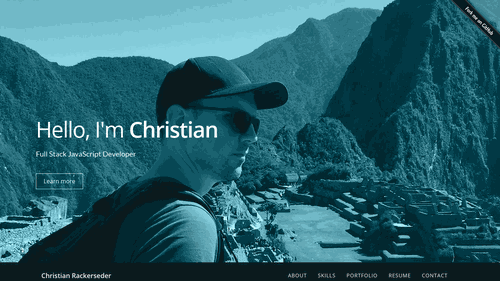 Fork me on GitHub
Hello, I'm Christian
Full Stack JavaScript Developer
Learn more
Christian Rackerseder
ABOUT SKILLS PORTFOLIO RESUME CONTACT